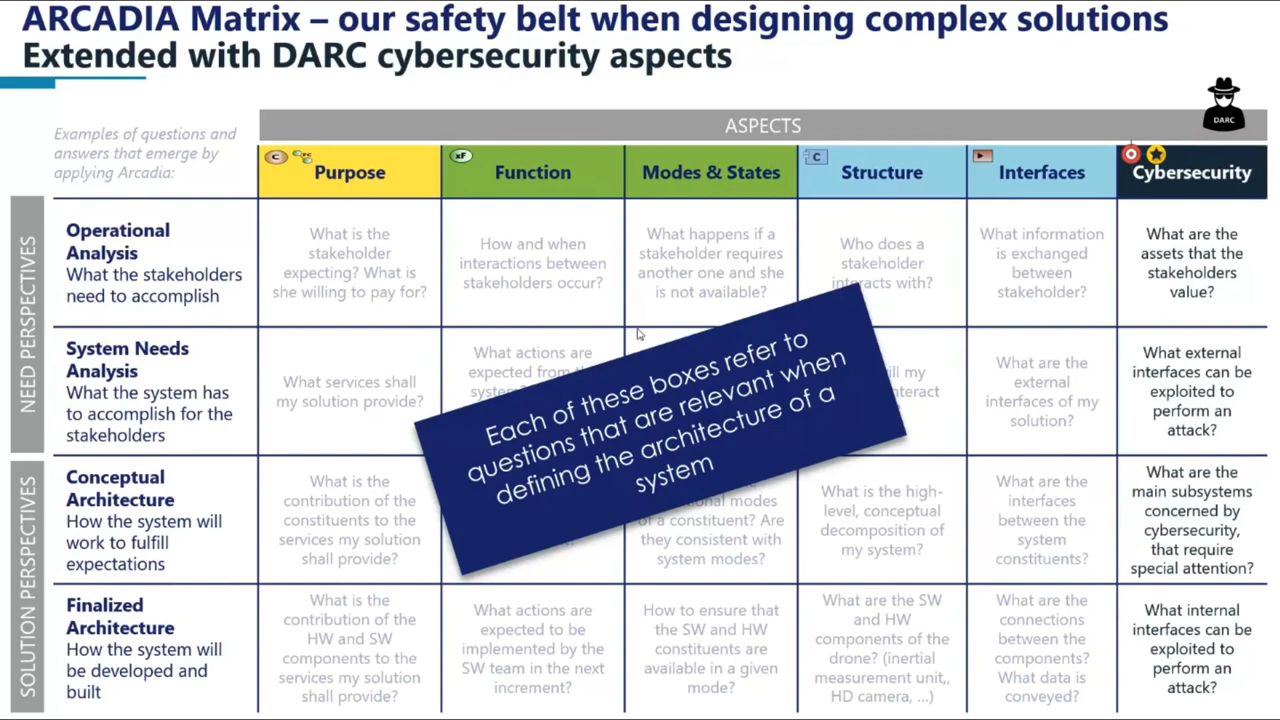 ARCADIA Matrix – our safety belt when designing complex solutions
Extended with DARC cybersecurity aspects
DARC
Examples of questions and
answers that emerge by
applying Arcadia:
ASPECTS
C
FC
Purpose
xF
Function
Modes & States
C
Structure
Interfaces
Cybersecurity
NEED PERSPECTIVES
Operational
Analysis
What the stakeholders
need to accomplish
What is the
stakeholder
expecting? What is
she willing to pay for?
How and when
interactions between
stakeholders occur?
What happens if a
stakeholder requires
another one and she
is not available?
Who does a
stakeholder
interacts with?
What information
is exchanged
between
stakeholder?
What are the
assets that the
stakeholders
value?
System Needs
Analysis
What the system has
to accomplish for the
stakeholders
What services shall
my solution provide?
What actions are
expected from
system
my
What are the
external
interfaces of my
solution?
What external
interfaces can be
exploited to
perform an
attack?
Each of these boxes refer to
questions that are relevant when
defining the architecture of a
system
SOLUTION PERSPECTIVES
Conceptual
Architecture
How the system will
work to fulfill
expectations
What is the
contribution of the
constituents to the
services my solution
shall provide?
modes
of a constituent? Are
they consistent with
system modes?
What is the high-
level, conceptual
decomposition of
my system?
What are the
interfaces
between the
system
constituents?
What are the
main subsystems
concerned by
cybersecurity,
that require
special attention?
Finalized
Architecture
How the system will
be developed and
built
What is the
contribution of the
HW and SW
components to the
services my solution
shall provide?
What actions are
expected to be
implemented by the
SW team in the next
increment?
How to ensure that
the SW and HW
constituents are
available in a given
mode?
What are the SW
and HW
components of the
drone? (inertial
measurement unit,,
HD camera, ...)
What are the
connections
between the
components?
What data is
conveyed?
What internal
interfaces can be
exploited to
perform an
attack?